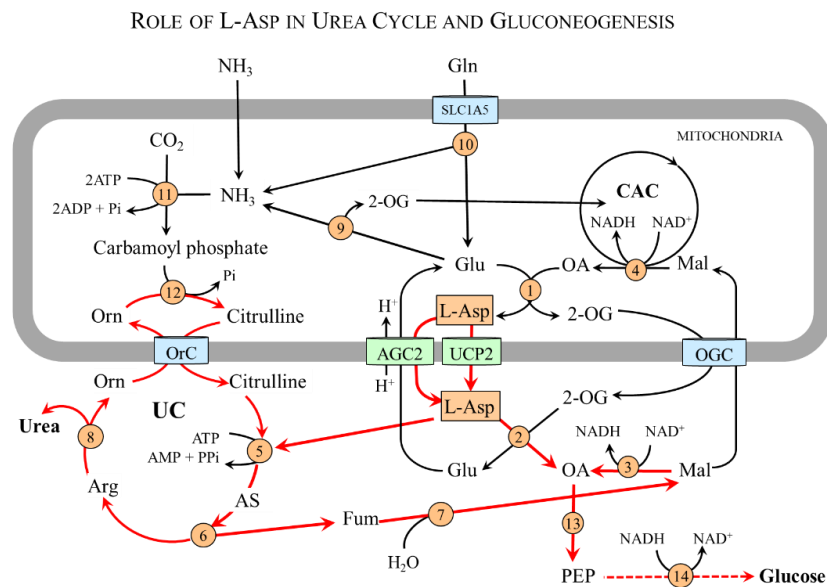 ROLE OF L-ASP IN UREA CYCLE AND GLUCONEOGENESIS
NH3
Gln
SLC1A5
MITOCHONDRIA
10
CO2
2ATP
11
NH3
2ADP + Pi
2-OG
9
CAC
NADH
NAD+
Carbamoyl phosphate
Glu
OA
4
Mal
12
Pi
1
Orn
Citrulline
H+
L-Asp
2-OG
OrC
AGC2
UCP2
OGC
H+
Orn
Citrulline
L-Asp
2-OG
Urea
UC
8
ATP
5
AMP + PPi
2
NADH
NAD+
Glu
OA
3
Mal
Arg
AS
6
Fum
7
H2O
13
NADH
NAD+
PEP
14
Glucose